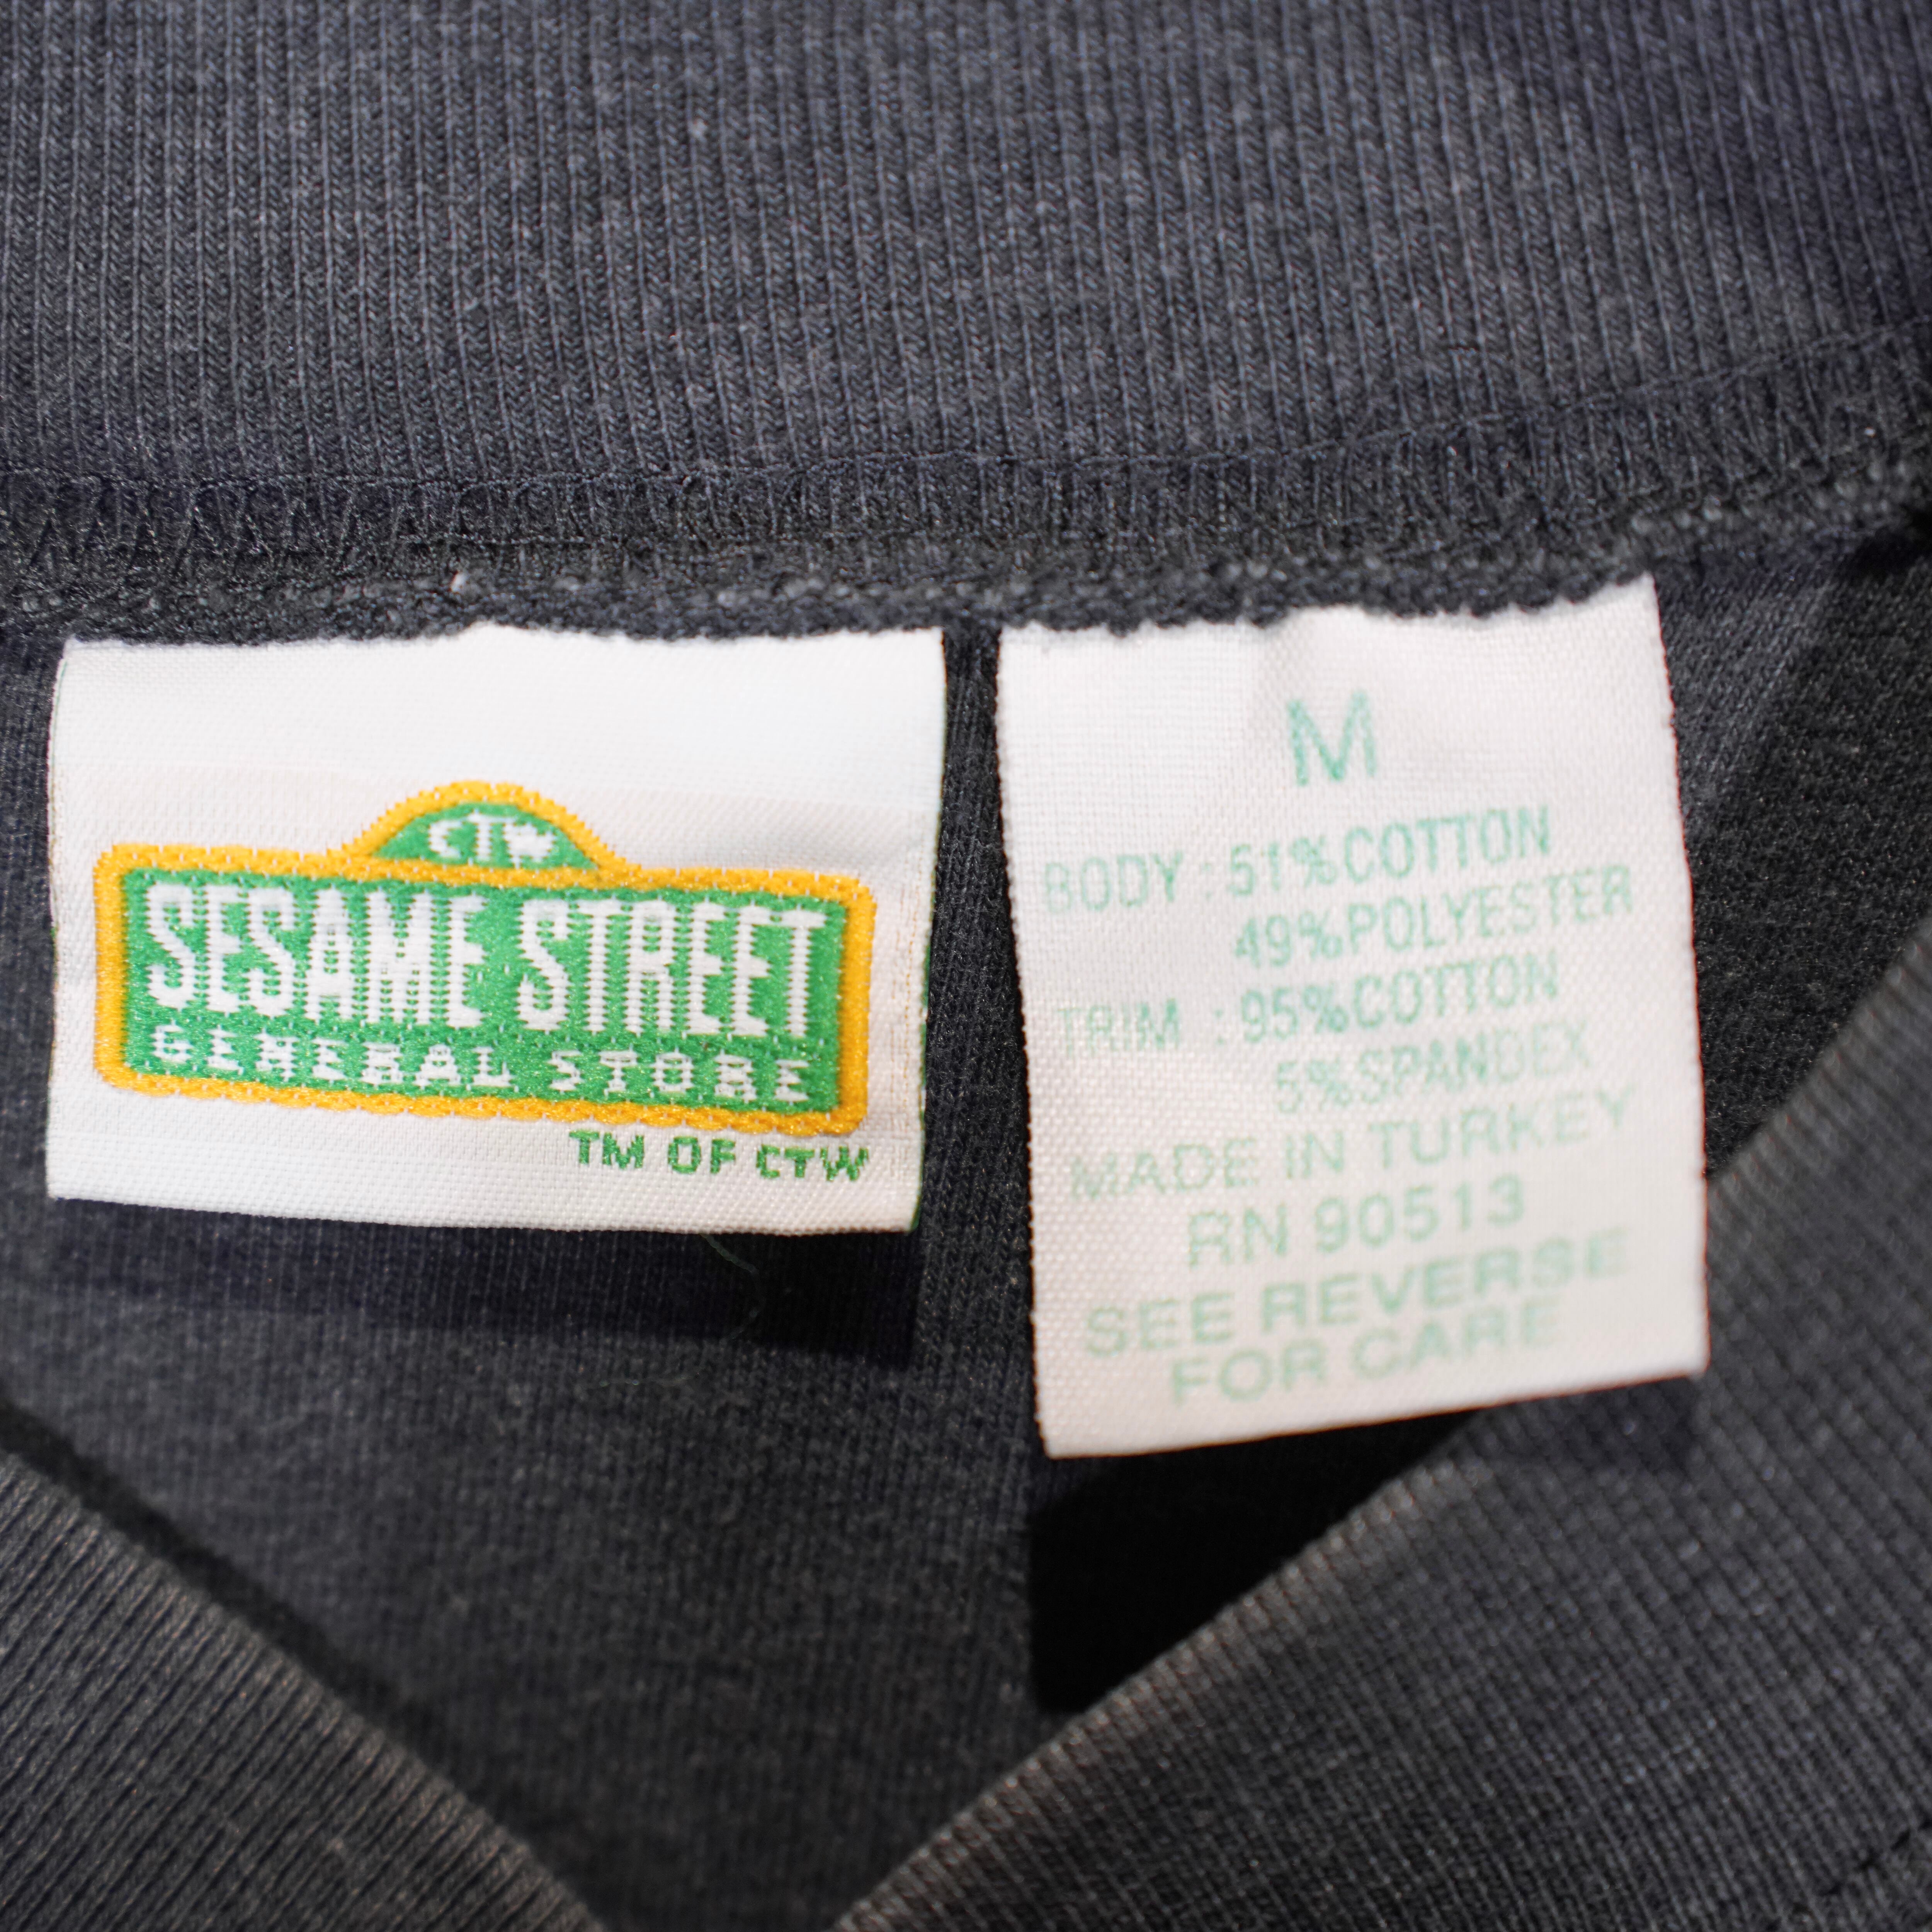 CTW
SESAME STREET
GENERAL STORE
TM OF CTW
M
BODY : 51% COTTON
49% POLYESTER
TRIM : 95% COTTON
5% SPANDEX
MADE IN TURKEY
RN 90513
SEE REVERSE
FOR CARE